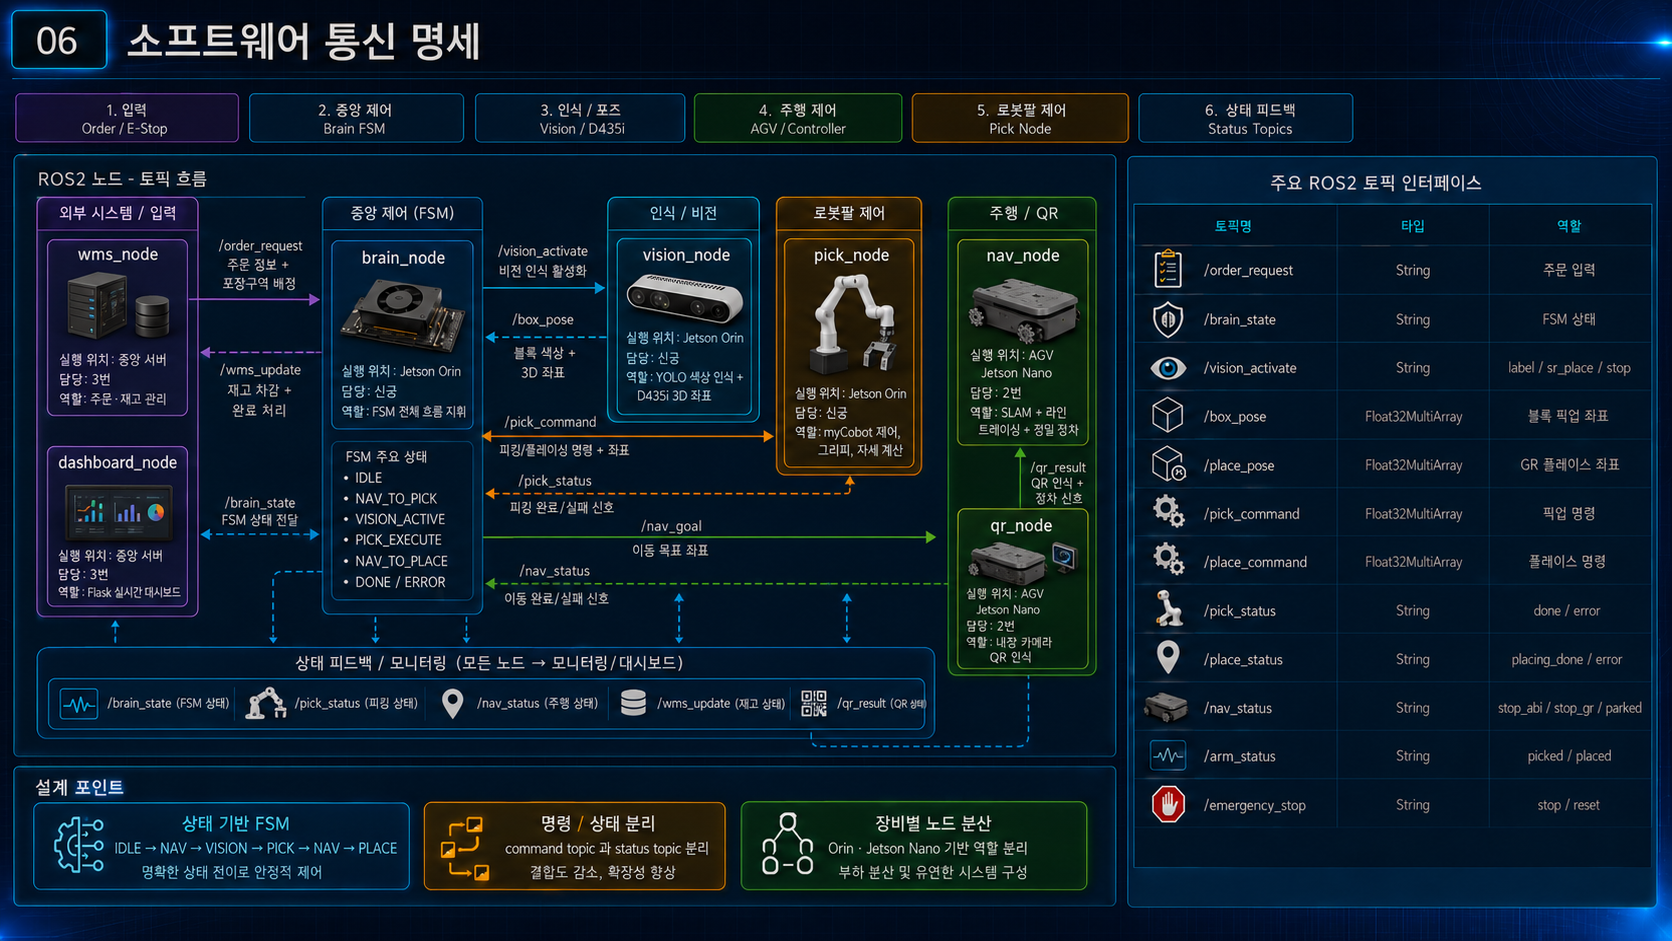 06
소프트웨어 통신 명세
1. 입력
Order / E-Stop
2. 중앙 제어
Brain FSM
3. 인식 / 포즈
Vision / D435i
4. 주행 제어
AGV / Controller
5. 로봇팔 제어
Pick Node
6. 상태 피드백
Status Topics
ROS2 노드 - 토픽 흐름
외부 시스템 / 입력
wms_node
실행 위치 : 중앙 서버
담당 : 3번
역할 : 주문 · 재고 관리
dashboard_node
실행 위치 : 중앙 서버
담당 : 3번
역할 : Flask 실시간 대시보드
/order_request
주문 정보 +
포장구역 배정
/wms_update
재고 차감 +
완료 처리
/brain_state
FSM 상태 전달
중앙 제어 (FSM)
brain_node
실행 위치 : Jetson Orin
담당 : 신궁
역할 : FSM 전체 흐름 지휘
FSM 주요 상태
• IDLE
• NAV_TO_PICK
• VISION_ACTIVE
• PICK_EXECUTE
• NAV_TO_PLACE
• DONE / ERROR
/vision_activate
비전 인식 활성화
/box_pose
블록 색상 +
3D 좌표
/pick_command
피킹/플레이싱 명령 + 좌표
/pick_status
피킹 완료/실패 신호
/nav_goal
이동 목표 좌표
/nav_status
이동 완료/실패 신호
인식 / 비전
vision_node
실행 위치 : Jetson Orin
담당 : 신궁
역할 : YOLO 색상 인식 +
D435i 3D 좌표
로봇팔 제어
pick_node
실행 위치 : Jetson Orin
담당 : 신궁
역할 : myCobot 제어,
그리퍼, 자세 계산
주행 / QR
nav_node
실행 위치 : AGV
Jetson Nano
담당 : 2번
역할 : SLAM + 라인
트레이싱 + 정밀 정차
/qr_result
QR 인식 +
정차 신호
qr_node
실행 위치 : AGV
Jetson Nano
담당 : 2번
역할 : 내장 카메라
QR 인식
상태 피드백 / 모니터링 (모든 노드 → 모니터링/대시보드)
/brain_state (FSM 상태)
/pick_status (피킹 상태)
/nav_status (주행 상태)
/wms_update (재고 상태)
/qr_result (QR 상태)
주요 ROS2 토픽 인터페이스
토픽명 타입 역할
/order_request String 주문 입력
/brain_state String FSM 상태
/vision_activate String label / sr_place / stop
/box_pose Float32MultiArray 블록 픽업 좌표
/place_pose Float32MultiArray GR 플레이스 좌표
/pick_command Float32MultiArray 픽업 명령
/place_command Float32MultiArray 플레이스 명령
/pick_status String done / error
/place_status String placing_done / error
/nav_status String stop_abi / stop_gr / parked
/arm_status String picked / placed
/emergency_stop String stop / reset
설계 포인트
상태 기반 FSM
IDLE → NAV → VISION → PICK → NAV → PLACE
명확한 상태 전이로 안정적 제어
명령 / 상태 분리
command topic 과 status topic 분리
결합도 감소, 확장성 향상
장비별 노드 분산
Orin · Jetson Nano 기반 역할 분리
부하 분산 및 유연한 시스템 구성